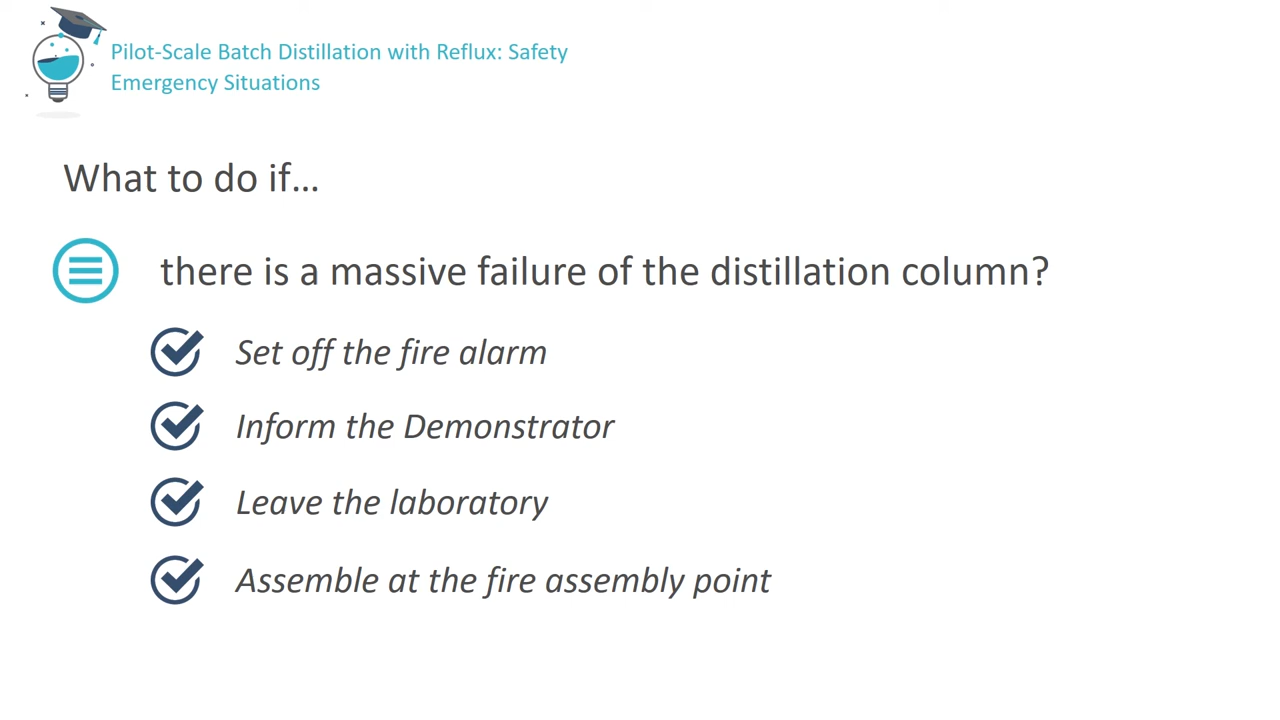 Pilot-Scale Batch Distillation with Reflux: Safety
Emergency Situations
What to do if...
there is a massive failure of the distillation column?
Set off the fire alarm
Inform the Demonstrator
Leave the laboratory
Assemble at the fire assembly point